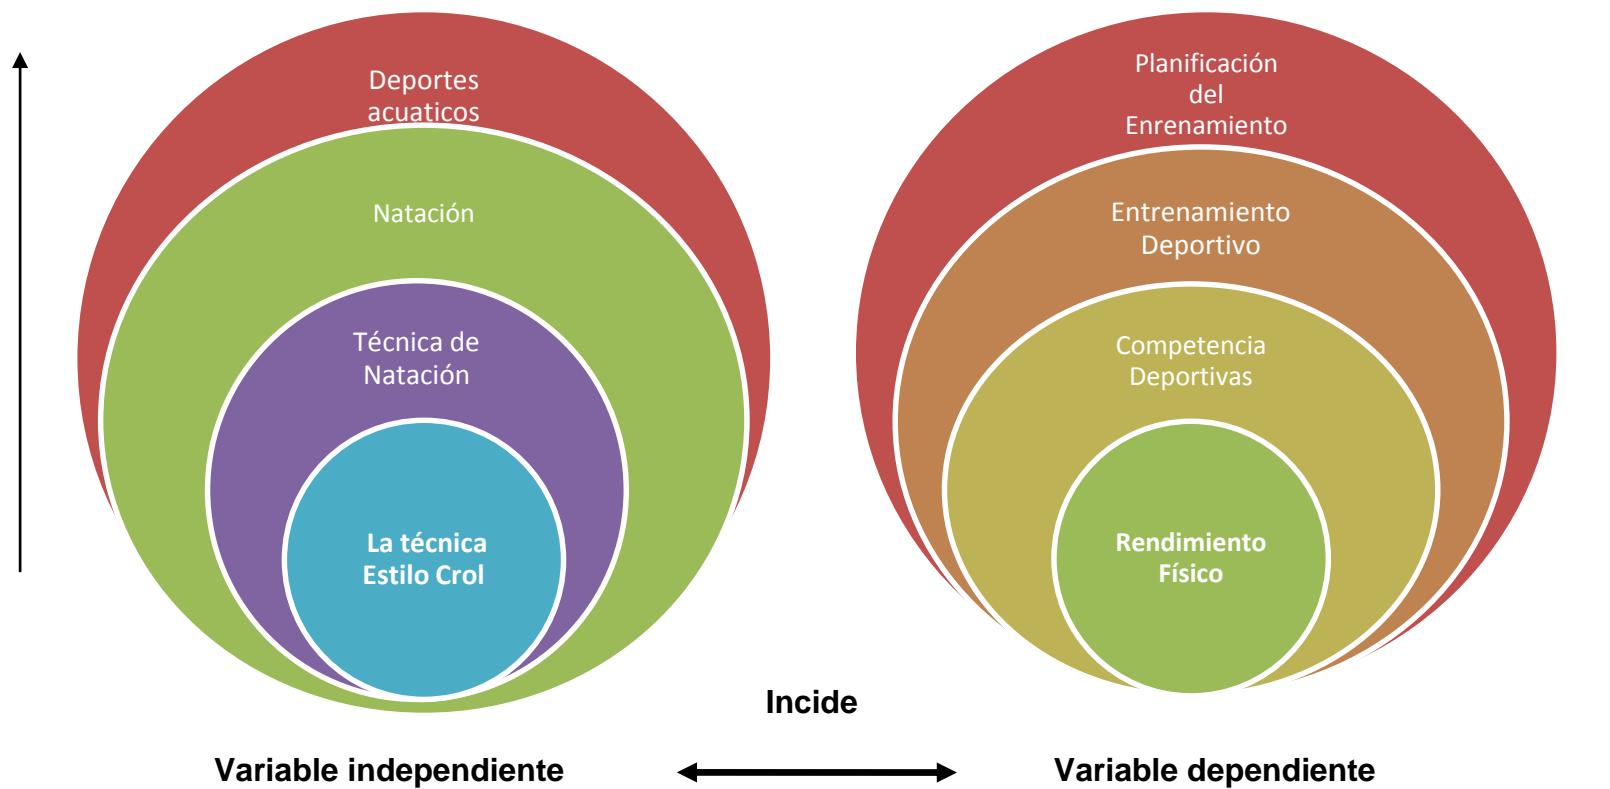 Deportes
acuaticos
Natación
Técnica de
Natación
La técnica
Estilo Crol
Planificación
del
Enrenamiento
Entrenamiento
Deportivo
Competencia
Deportivas
Rendimiento
Físico
Incide
Variable independiente
Variable dependiente